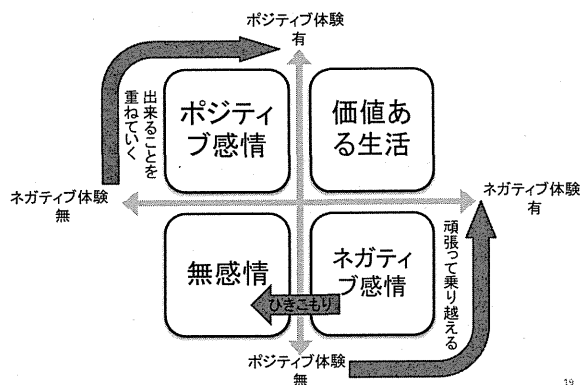 ポジティブ体験
有
出来ることを
重ねていく
ポジティ
ブ感情
価値あ
る生活
ネガティブ体験
無
ネガティブ体験
有
無感情
ネガティ
ブ感情
ひきこもり
頑張って乗り越える
ポジティブ体験
無
19